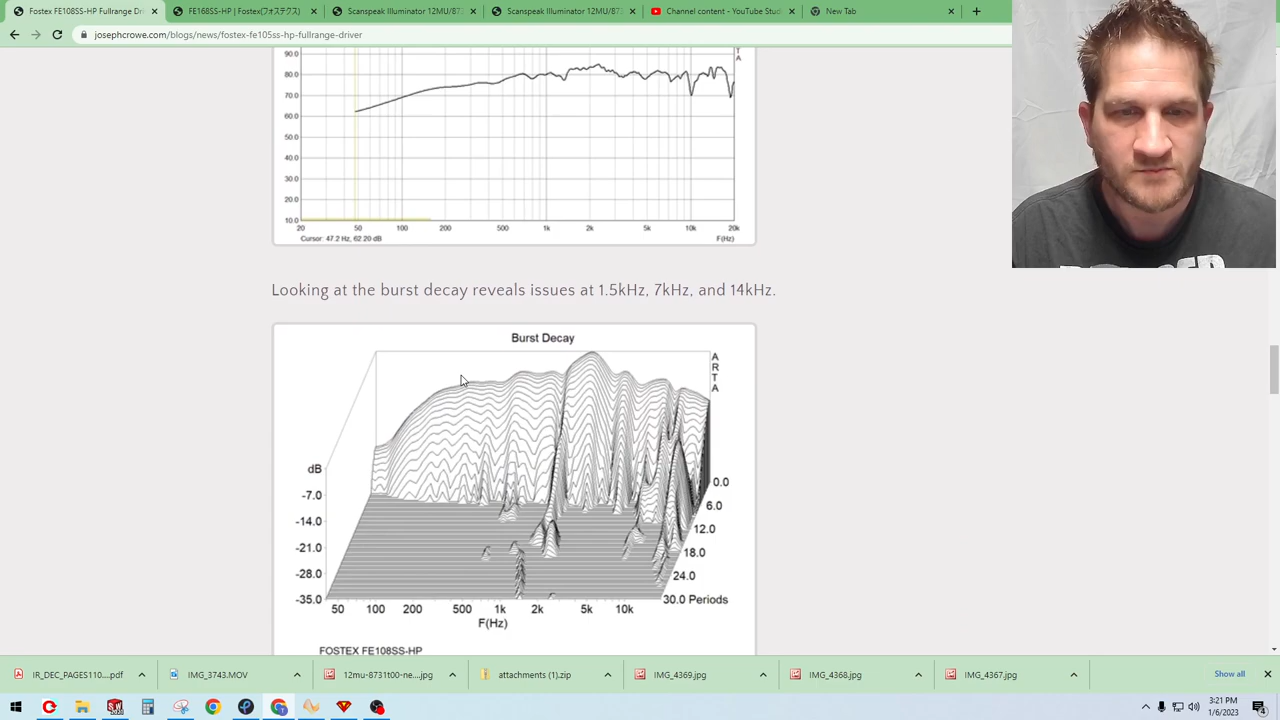 Fostex FE108SS-HP Fullrange Dri
FE168SS-HP | Fostex(フォステクス)
Scanspeak Illuminator 12MU/873
Scanspeak Illuminator 12MU/873
Channel content - YouTube Studi
New Tab
josephcrowe.com/blogs/news/fostex-fe105ss-hp-fullrange-driver
90.0
80.0
70.0
60.0
50.0
40.0
30.0
20.0
10.0
T
A
20 50 100 200 500 1k 2k 5k 10k 20k
Cursor: 47.2 Hz, 62.20 dB
F(Hz)
Looking at the burst decay reveals issues at 1.5kHz, 7kHz, and 14kHz.
Burst Decay
A
R
T
A
dB
-7.0
-14.0
-21.0
-28.0
-35.0
0.0
6.0
12.0
18.0
24.0
30.0 Periods
50 100 200 500 1k 2k 5k 10k
F(Hz)
FOSTEX FE108SS-HP
IR_DEC_PAGES110....pdf
IMG_3743.MOV
12mu-8731t00-ne....jpg
attachments (1).zip
IMG_4369.jpg
IMG_4368.jpg
IMG_4367.jpg
Show all
3:21 PM
1/6/2023